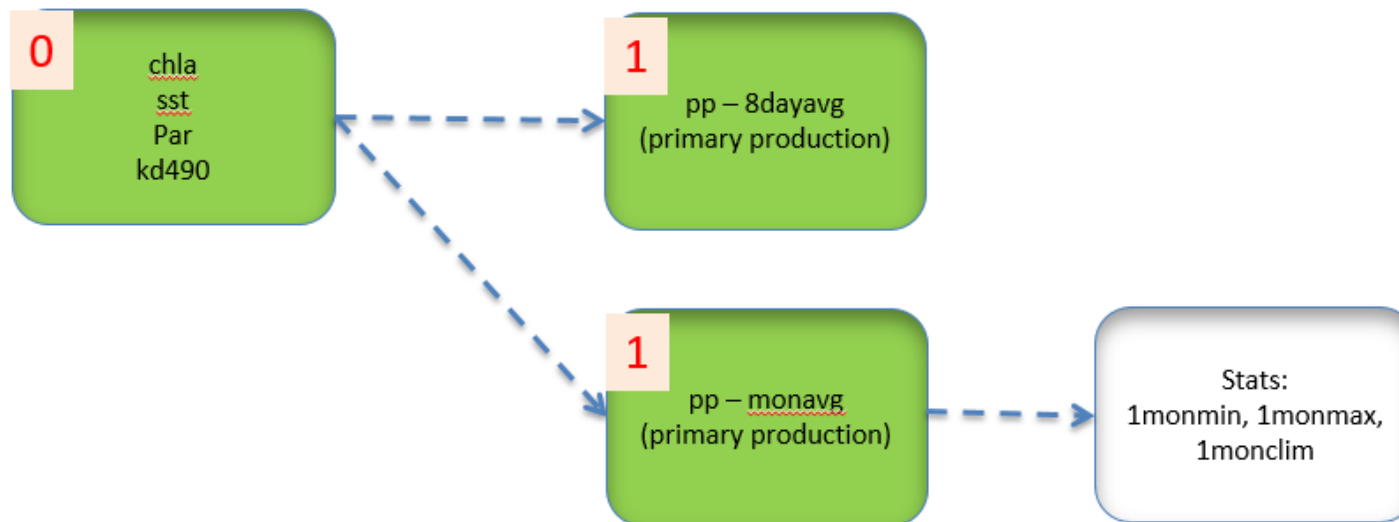 0
chla
sst
Par
kd490
1
pp – 8dayavg
(primary production)
1
pp – monavg
(primary production)
Stats:
1monmin, 1monmax,
1monclim